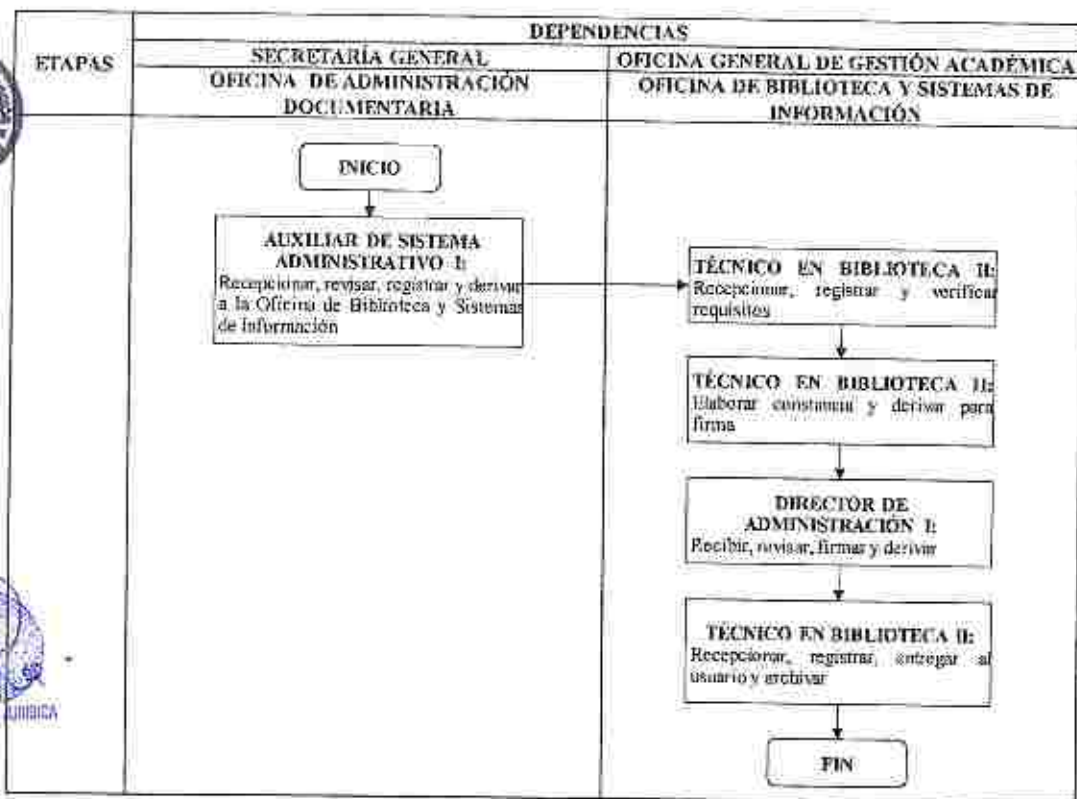 DEPENDENCIAS
ETAPAS
SECRETARÍA GENERAL
OFICINA GENERAL DE GESTIÓN ACADÉMICA
OFICINA DE ADMINISTRACIÓN
DOCUMENTARIA
OFICINA DE BIBLIOTECA Y SISTEMAS DE
INFORMACIÓN
INICIO
AUXILIAR DE SISTEMA
ADMINISTRATIVO I:
Recepcionar, revisar, registrar y derivar
a la Oficina de Biblioteca y Sistemas
de Información
TÉCNICO EN BIBLIOTECA II:
Recepcionar, registrar y verificar
requisitos
TÉCNICO EN BIBLIOTECA II:
Elaborar constancia y derivar para
firma
DIRECTOR DE
ADMINISTRACIÓN I:
Recibir, revisar, firmar y derivar
TÉCNICO EN BIBLIOTECA II:
Recepcionar, registrar, entregar al
usuario y archivar
FIN
JURIDICA